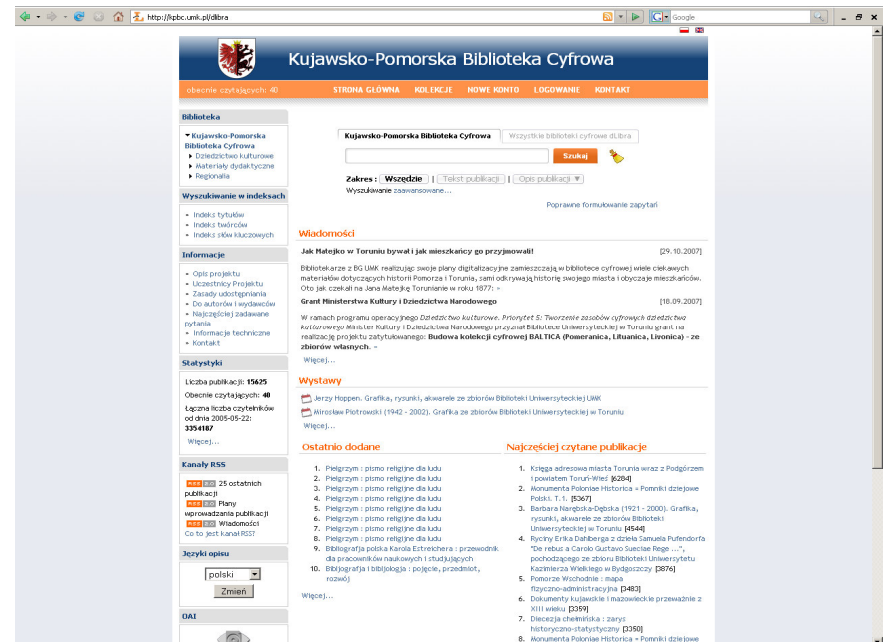 http://kpbc.umk.pl/dlibra
Google
Kujawsko-Pomorska Biblioteka Cyfrowa
obecnie czytających: 40
STRONA GŁÓWNA KOLEKCJE NOWE KONTO LOGOWANIE KONTAKT
Biblioteka
Kujawsko-Pomorska
Biblioteka Cyfrowa
Dziedzictwo kulturowe
Materiały dydaktyczne
Regionalia
Wyszukiwanie w indeksach
Indeks tytułów
Indeks twórców
Indeks słów kluczowych
Informacje
Opis projektu
Uczestnicy Projektu
Zasady udostępniania
Do autorów i wydawców
Najczęściej zadawane
pytania
Informacje techniczne
Kontakt
Statystyki
Liczba publikacji: 15625
Obecnie czytających: 40
Łączna liczba czytelników
od dnia 2005-05-22:
3354187
Więcej...
Kanały RSS
RSS 2.0 25 ostatnich
publikacji
RSS 2.0 Plany
wprowadzania publikacji
RSS 2.0 Wiadomości
Co to jest kanał RSS?
Języki opisu
polski
Zmień
OAI
Kujawsko-Pomorska Biblioteka Cyfrowa Wszystkie biblioteki cyfrowe dLibra
Szukaj
Zakres: Wszędzie | Tekst publikacji | Opis publikacji ▼
Wyszukiwanie zaawansowane...
Poprawne formułowanie zapytań
Wiadomości
Jak Matejko w Toruniu bywał i jak mieszkańcy go przyjmowali! [29.10.2007]
Bibliotekarze z BG UMK realizując swoje plany digitalizacyjne zamieszczają w bibliotece cyfrowej wiele ciekawych
materiałów dotyczących historii Pomorza i Torunia, sami odkrywają historię swojego miasta i obyczaje mieszkańców.
Oto jak czekali na Jana Matejkę Torunianie w roku 1877: »
Grant Ministerstwa Kultury i Dziedzictwa Narodowego [18.09.2007]
W ramach programu operacyjnego Dziedzictwo kulturowe. Priorytet 5: Tworzenie zasobów cyfrowych dziedzictwa
kulturowego Minister Kultury i Dziedzictwa Narodowego przyznał Bibliotece Uniwersyteckiej w Toruniu grant na
realizację projektu zatytułowanego: Budowa kolekcji cyfrowej BALTICA (Pomeranica, Lituanica, Livonica) - ze
zbiorów własnych. »
Więcej...
Wystawy
Jerzy Hoppen. Grafika, rysunki, akwarele ze zbiorów Biblioteki Uniwersyteckiej UMK
Mirosław Piotrowski (1942 - 2002). Grafika ze zbiorów Biblioteki Uniwersyteckiej w Toruniu
Więcej...
Ostatnio dodane
1. Pielgrzym : pismo religijne dla ludu
2. Pielgrzym : pismo religijne dla ludu
3. Pielgrzym : pismo religijne dla ludu
4. Pielgrzym : pismo religijne dla ludu
5. Pielgrzym : pismo religijne dla ludu
6. Pielgrzym : pismo religijne dla ludu
7. Pielgrzym : pismo religijne dla ludu
8. Pielgrzym : pismo religijne dla ludu
9. Bibliografja polska Karola Estreichera : przewodnik
dla pracowników naukowych i studjujących
10. Bibljografja i bibljologja : pojęcie, przedmiot,
rozwój
Więcej...
Najczęściej czytane publikacje
1. Księga adresowa miasta Torunia wraz z Podgórzem
i powiatem Toruń-Wieś [6284]
2. Monumenta Poloniae Historica = Pomniki dziejowe
Polski. T. 1. [5367]
3. Barbara Narębska-Dębska (1921 - 2000). Grafika,
rysunki, akwarele ze zbiorów Biblioteki
Uniwersyteckiej w Toruniu [4544]
4. Ryciny Erika Dahlberga z dzieła Samuela Pufendorfa
"De rebus a Carolo Gustavo Sueciae Rege ...",
pochodzącego ze zbioru Biblioteki Uniwersytetu
Kazimierza Wielkiego w Bydgoszczy [3876]
5. Pomorze Wschodnie : mapa
fizyczno-administracyjna [3483]
6. Dokumenty kujawskie i mazowieckie przeważnie z
XIII wieku [3359]
7. Diecezja chełmińska : zarys
historyczno-statystyczny [3350]
8. Monumenta Poloniae Historica = Pomniki dziejowe